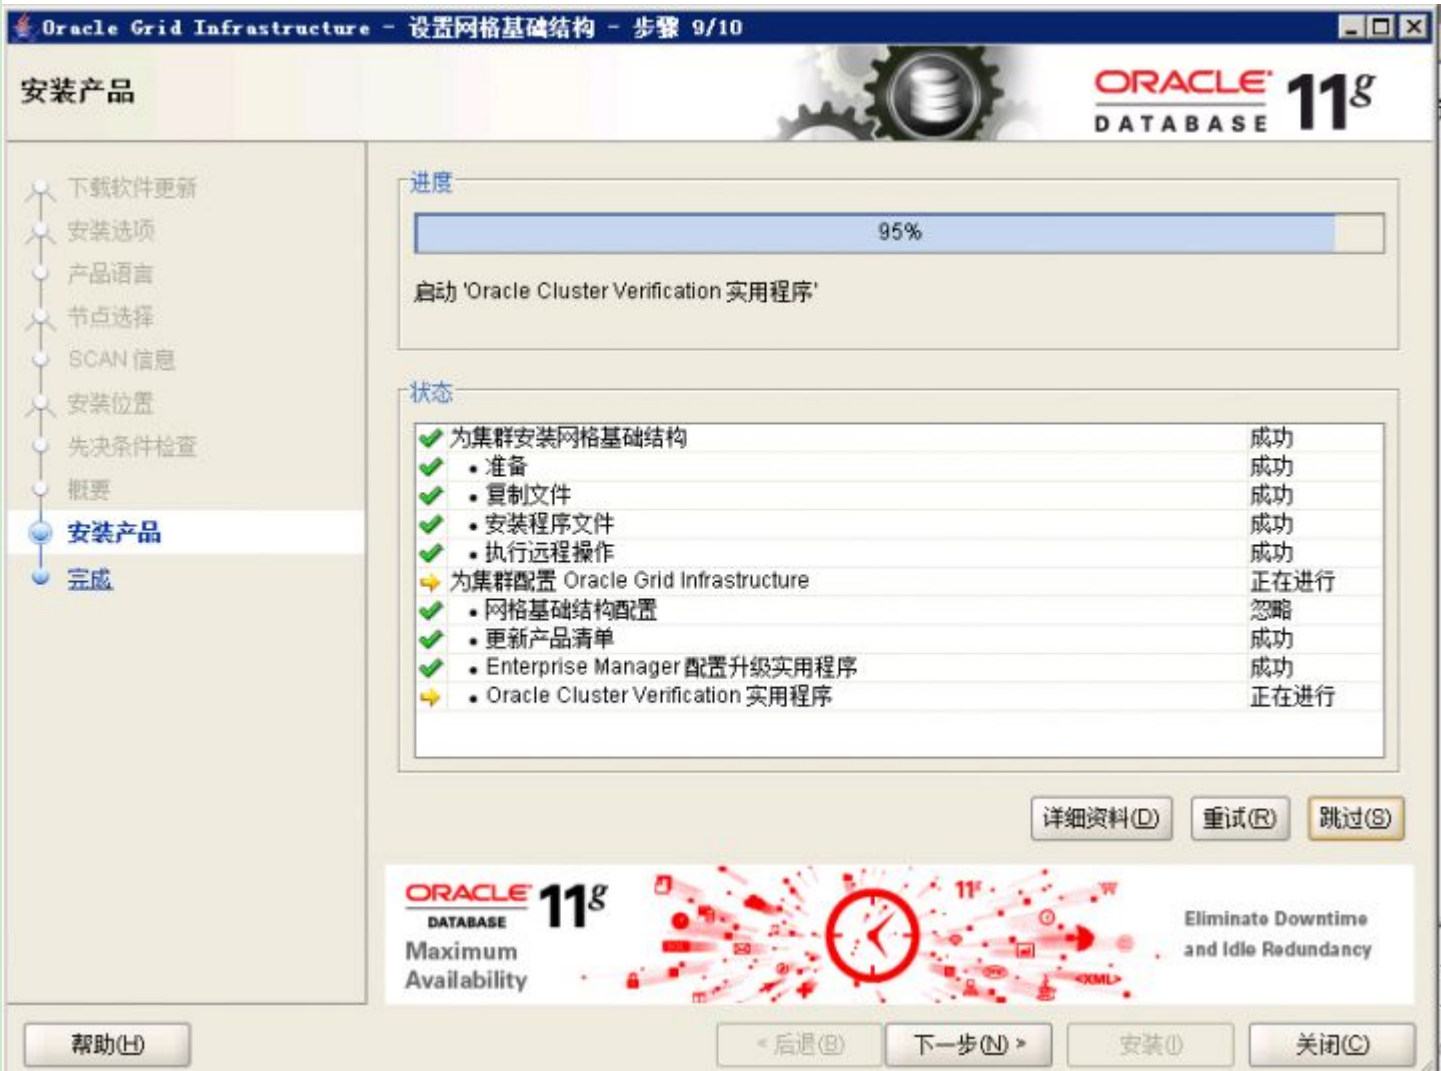 Oracle Grid Infrastructure - 设置网格基础结构 - 步骤 9/10
安装产品
ORACLE 11g
DATABASE
下载软件更新
安装选项
产品语言
节点选择
SCAN 信息
安装位置
先决条件检查
概要
安装产品
完成
进度
95%
启动 'Oracle Cluster Verification 实用程序'
状态
为集群安装网格基础结构 成功
• 准备 成功
• 复制文件 成功
• 安装程序文件 成功
• 执行远程操作 成功
为集群配置 Oracle Grid Infrastructure 正在进行
• 网格基础结构配置 忽略
• 更新产品清单 成功
• Enterprise Manager 配置升级实用程序 成功
• Oracle Cluster Verification 实用程序 正在进行
详细资料(D) 重试(R) 跳过(S)
ORACLE 11g
DATABASE
Maximum
Availability
11g
<XML>
Eliminate Downtime
and Idle Redundancy
帮助(H) < 后退(B) 下一步(N) > 安装(I) 关闭(C)